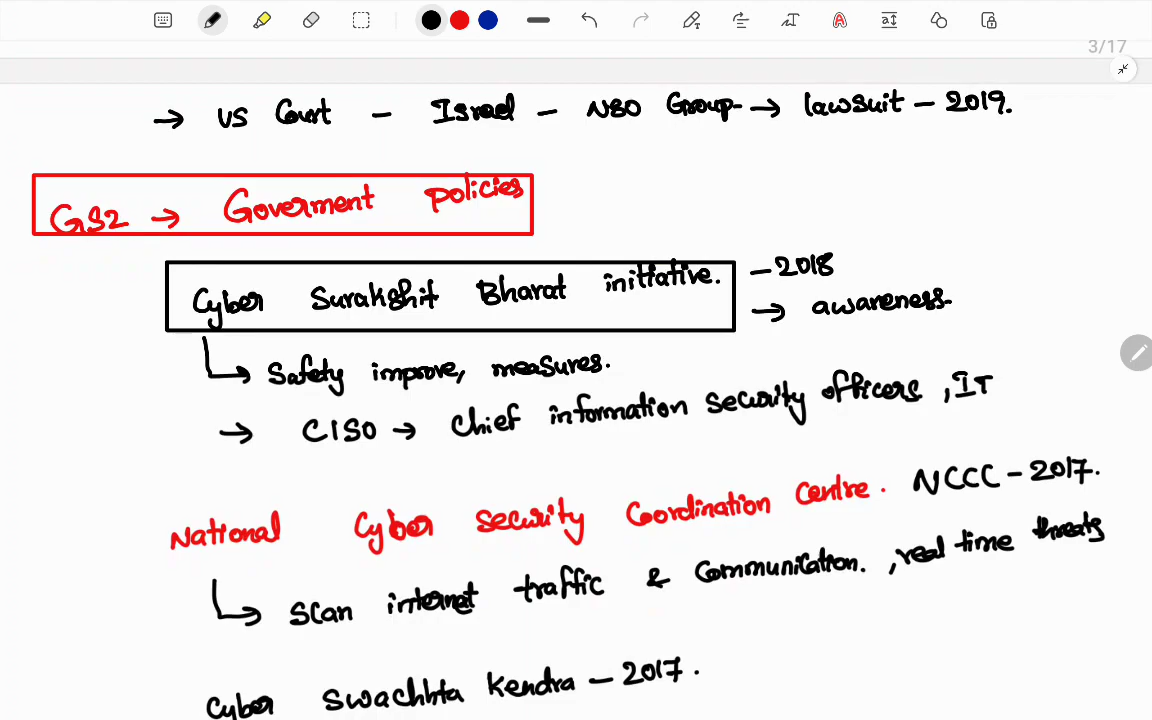 3/17
→ US Court - Israel - NSO Group → lawsuit - 2019.
GS2 → Goverment policies
Cyber Surakshit Bharat initiative. - 2018
→ awareness
↳ Safety improve, measures.
→ CISO → Chief information security officers, IT
National Cyber security Coordination Centre. NCCC - 2017.
↳ Scan internet traffic & Communication. , real time threats
Cyber Swachhta Kendra - 2017.